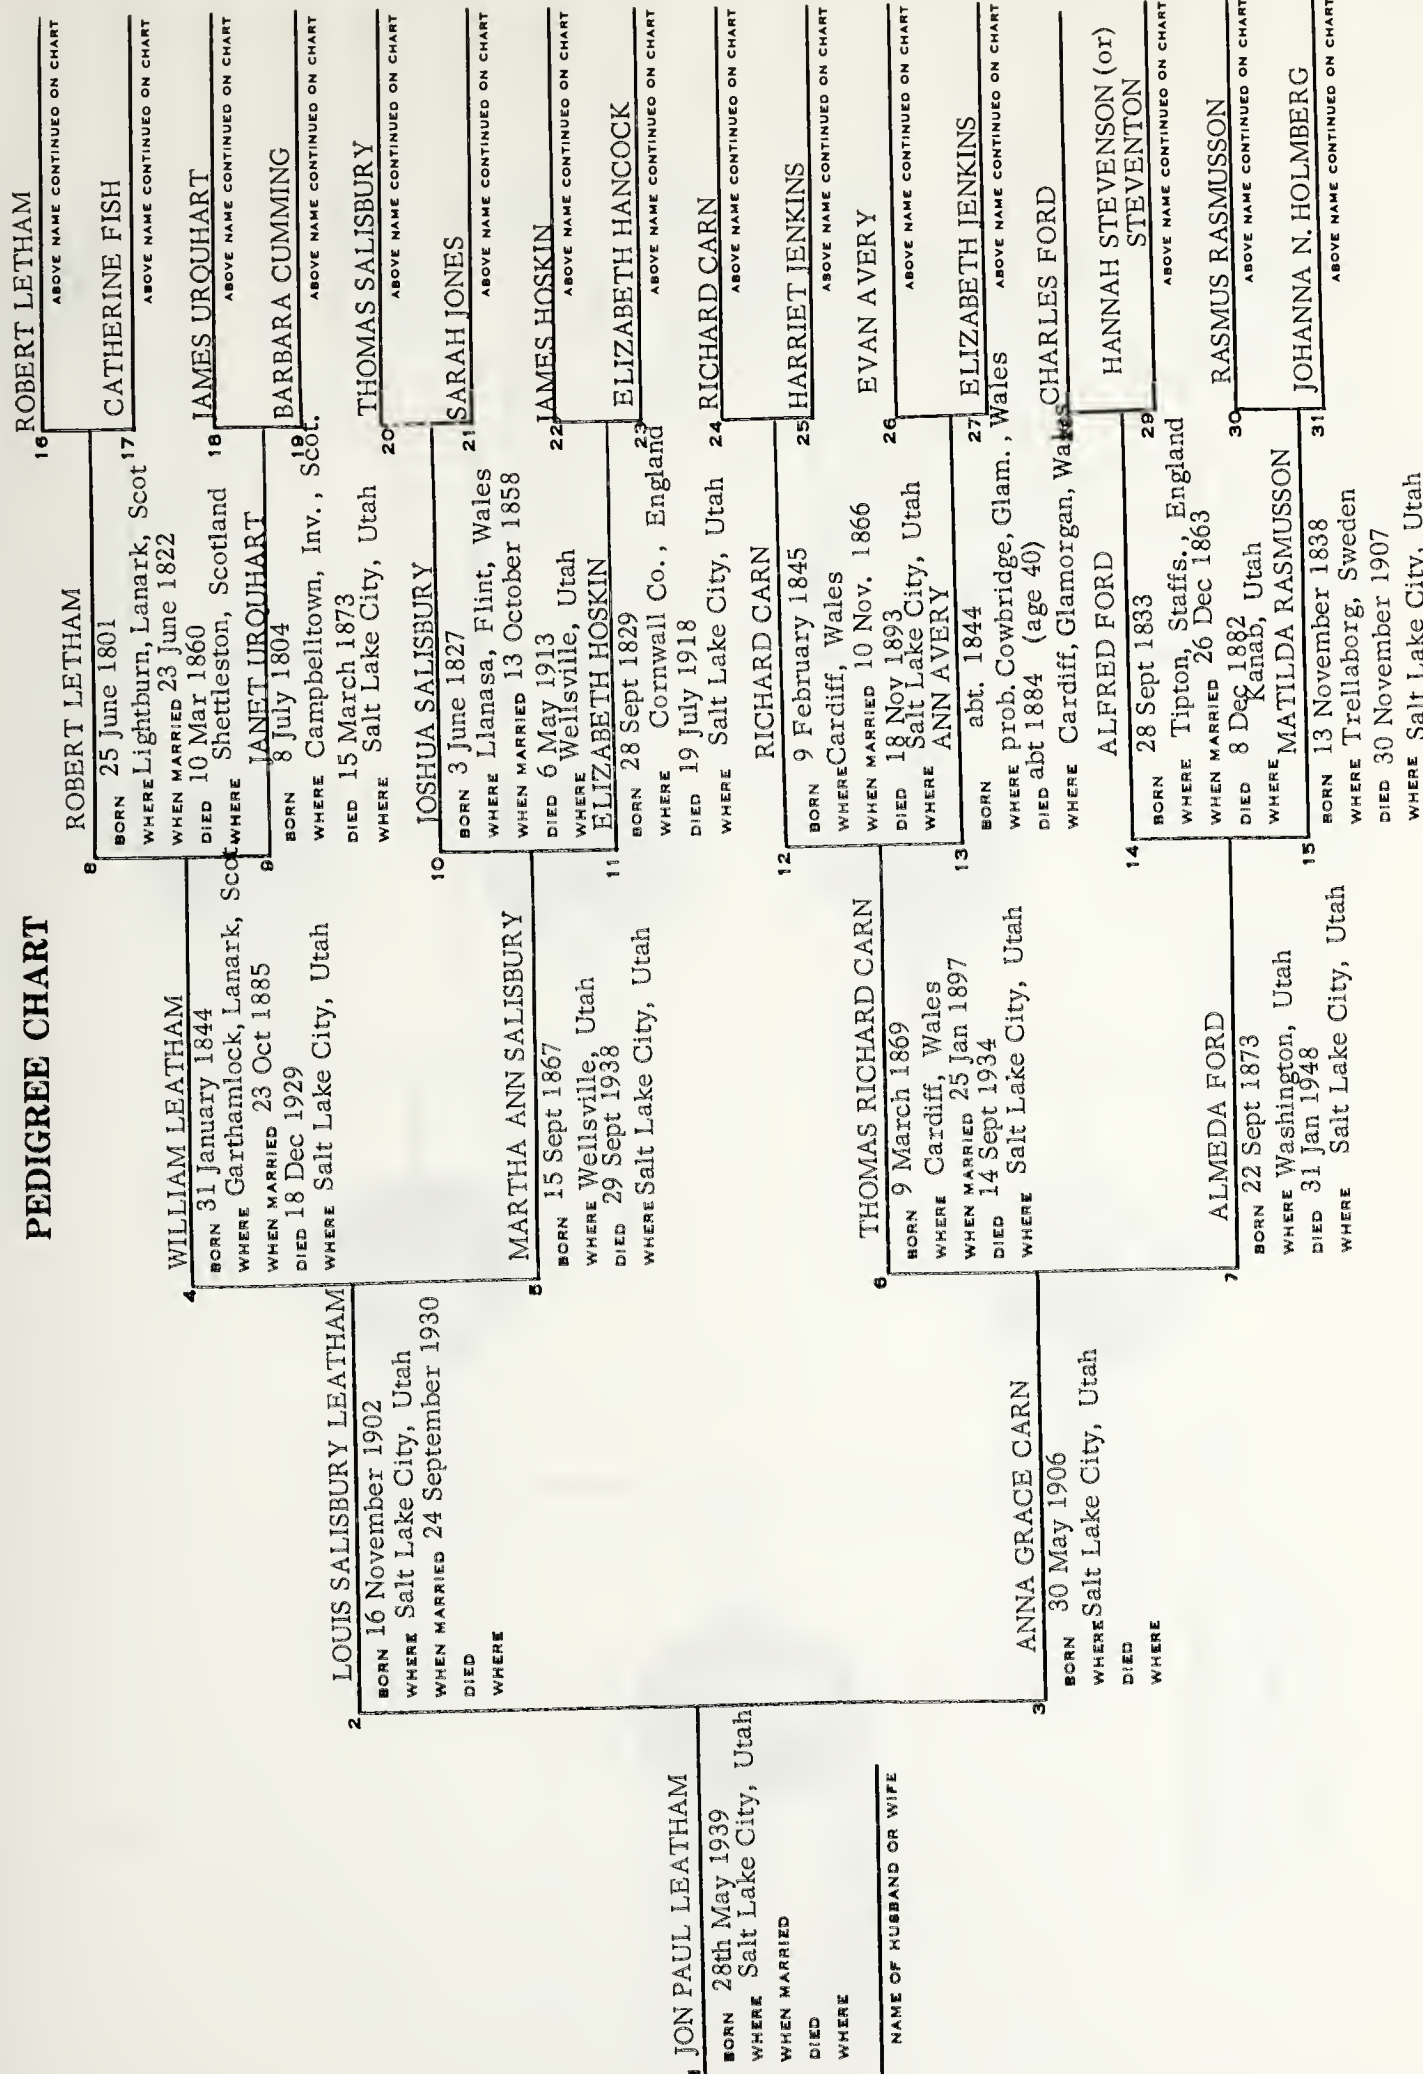 PEDIGREE CHART
JON PAUL LEATHAM
BORN 28th May 1939
WHERE Salt Lake City, Utah
WHEN MARRIED
DIED
WHERE
NAME OF HUSBAND OR WIFE
2
LOUIS SALISBURY LEATHAM
BORN 16 November 1902
WHERE Salt Lake City, Utah
WHEN MARRIED 24 September 1930
DIED
WHERE
3
ANNA GRACE CARN
BORN 30 May 1906
WHERE Salt Lake City, Utah
DIED
WHERE
4
WILLIAM LEATHAM
BORN 31 January 1844
WHERE Garthamlock, Lanark, Scot.
WHEN MARRIED 23 Oct 1885
DIED 18 Dec 1929
WHERE Salt Lake City, Utah
5
MARTHA ANN SALISBURY
BORN 15 Sept 1867
WHERE Wellsville, Utah
DIED 29 Sept 1938
WHERE Salt Lake City, Utah
6
THOMAS RICHARD CARN
BORN 9 March 1869
WHERE Cardiff, Wales
WHEN MARRIED 25 Jan 1897
DIED 14 Sept 1934
WHERE Salt Lake City, Utah
7
ALMEDA FORD
BORN 22 Sept 1873
WHERE Washington, Utah
DIED 31 Jan 1948
WHERE Salt Lake City, Utah
8
ROBERT LETHAM
BORN 25 June 1801
WHERE Lightburn, Lanark, Scot
WHEN MARRIED 23 June 1822
DIED 10 Mar 1860
WHERE Shettleston, Scotland
9
JANET URQUHART
BORN 8 July 1804
WHERE Campbelltown, Inv., Scot.
DIED 15 March 1873
WHERE Salt Lake City, Utah
10
JOSHUA SALISBURY
BORN 3 June 1827
WHERE Llanasa, Flint, Wales
WHEN MARRIED 13 October 1858
DIED 6 May 1913
WHERE Wellsville, Utah
11
ELIZABETH HOSKIN
BORN 28 Sept 1829
WHERE Cornwall Co., England
DIED 19 July 1918
WHERE Salt Lake City, Utah
12
RICHARD CARN
BORN 9 February 1845
WHERE Cardiff, Wales
WHEN MARRIED 10 Nov. 1866
DIED 18 Nov 1893
WHERE Salt Lake City, Utah
13
ANN AVERY
BORN abt. 1844
WHERE prob. Cowbridge, Glam., Wales
DIED abt 1884 (age 40)
WHERE Cardiff, Glamorgan, Wales
14
ALFRED FORD
BORN 28 Sept 1833
Tipton, Staffs., England
WHEN MARRIED 26 Dec 1863
DIED 8 Dec 1882
WHERE Kanab, Utah
15
MATILDA RASMUSSON
BORN 13 November 1838
WHERE Trellaborg, Sweden
DIED 30 November 1907
WHERE Salt Lake City, Utah
16
ROBERT LETHAM
ABOVE NAME CONTINUED ON CHART
17
CATHERINE FISH
ABOVE NAME CONTINUED ON CHART
18
JAMES URQUHART
ABOVE NAME CONTINUED ON CHART
19
BARBARA CUMMING
ABOVE NAME CONTINUED ON CHART
20
THOMAS SALISBURY
ABOVE NAME CONTINUED ON CHART
21
SARAH JONES
ABOVE NAME CONTINUED ON CHART
22
JAMES HOSKIN
ABOVE NAME CONTINUED ON CHART
23
ELIZABETH HANCOCK
ABOVE NAME CONTINUED ON CHART
24
RICHARD CARN
ABOVE NAME CONTINUED ON CHART
25
HARRIET JENKINS
ABOVE NAME CONTINUED ON CHART
26
EVAN AVERY
ABOVE NAME CONTINUED ON CHART
27
ELIZABETH JENKINS
ABOVE NAME CONTINUED ON CHART
CHARLES FORD
29
HANNAH STEVENSON (or)
STEVENTON
ABOVE NAME CONTINUED ON CHART
30
RASMUS RASMUSSON
ABOVE NAME CONTINUED ON CHART
31
JOHANNA N. HOLMBERG
ABOVE NAME CONTINUED ON CHART